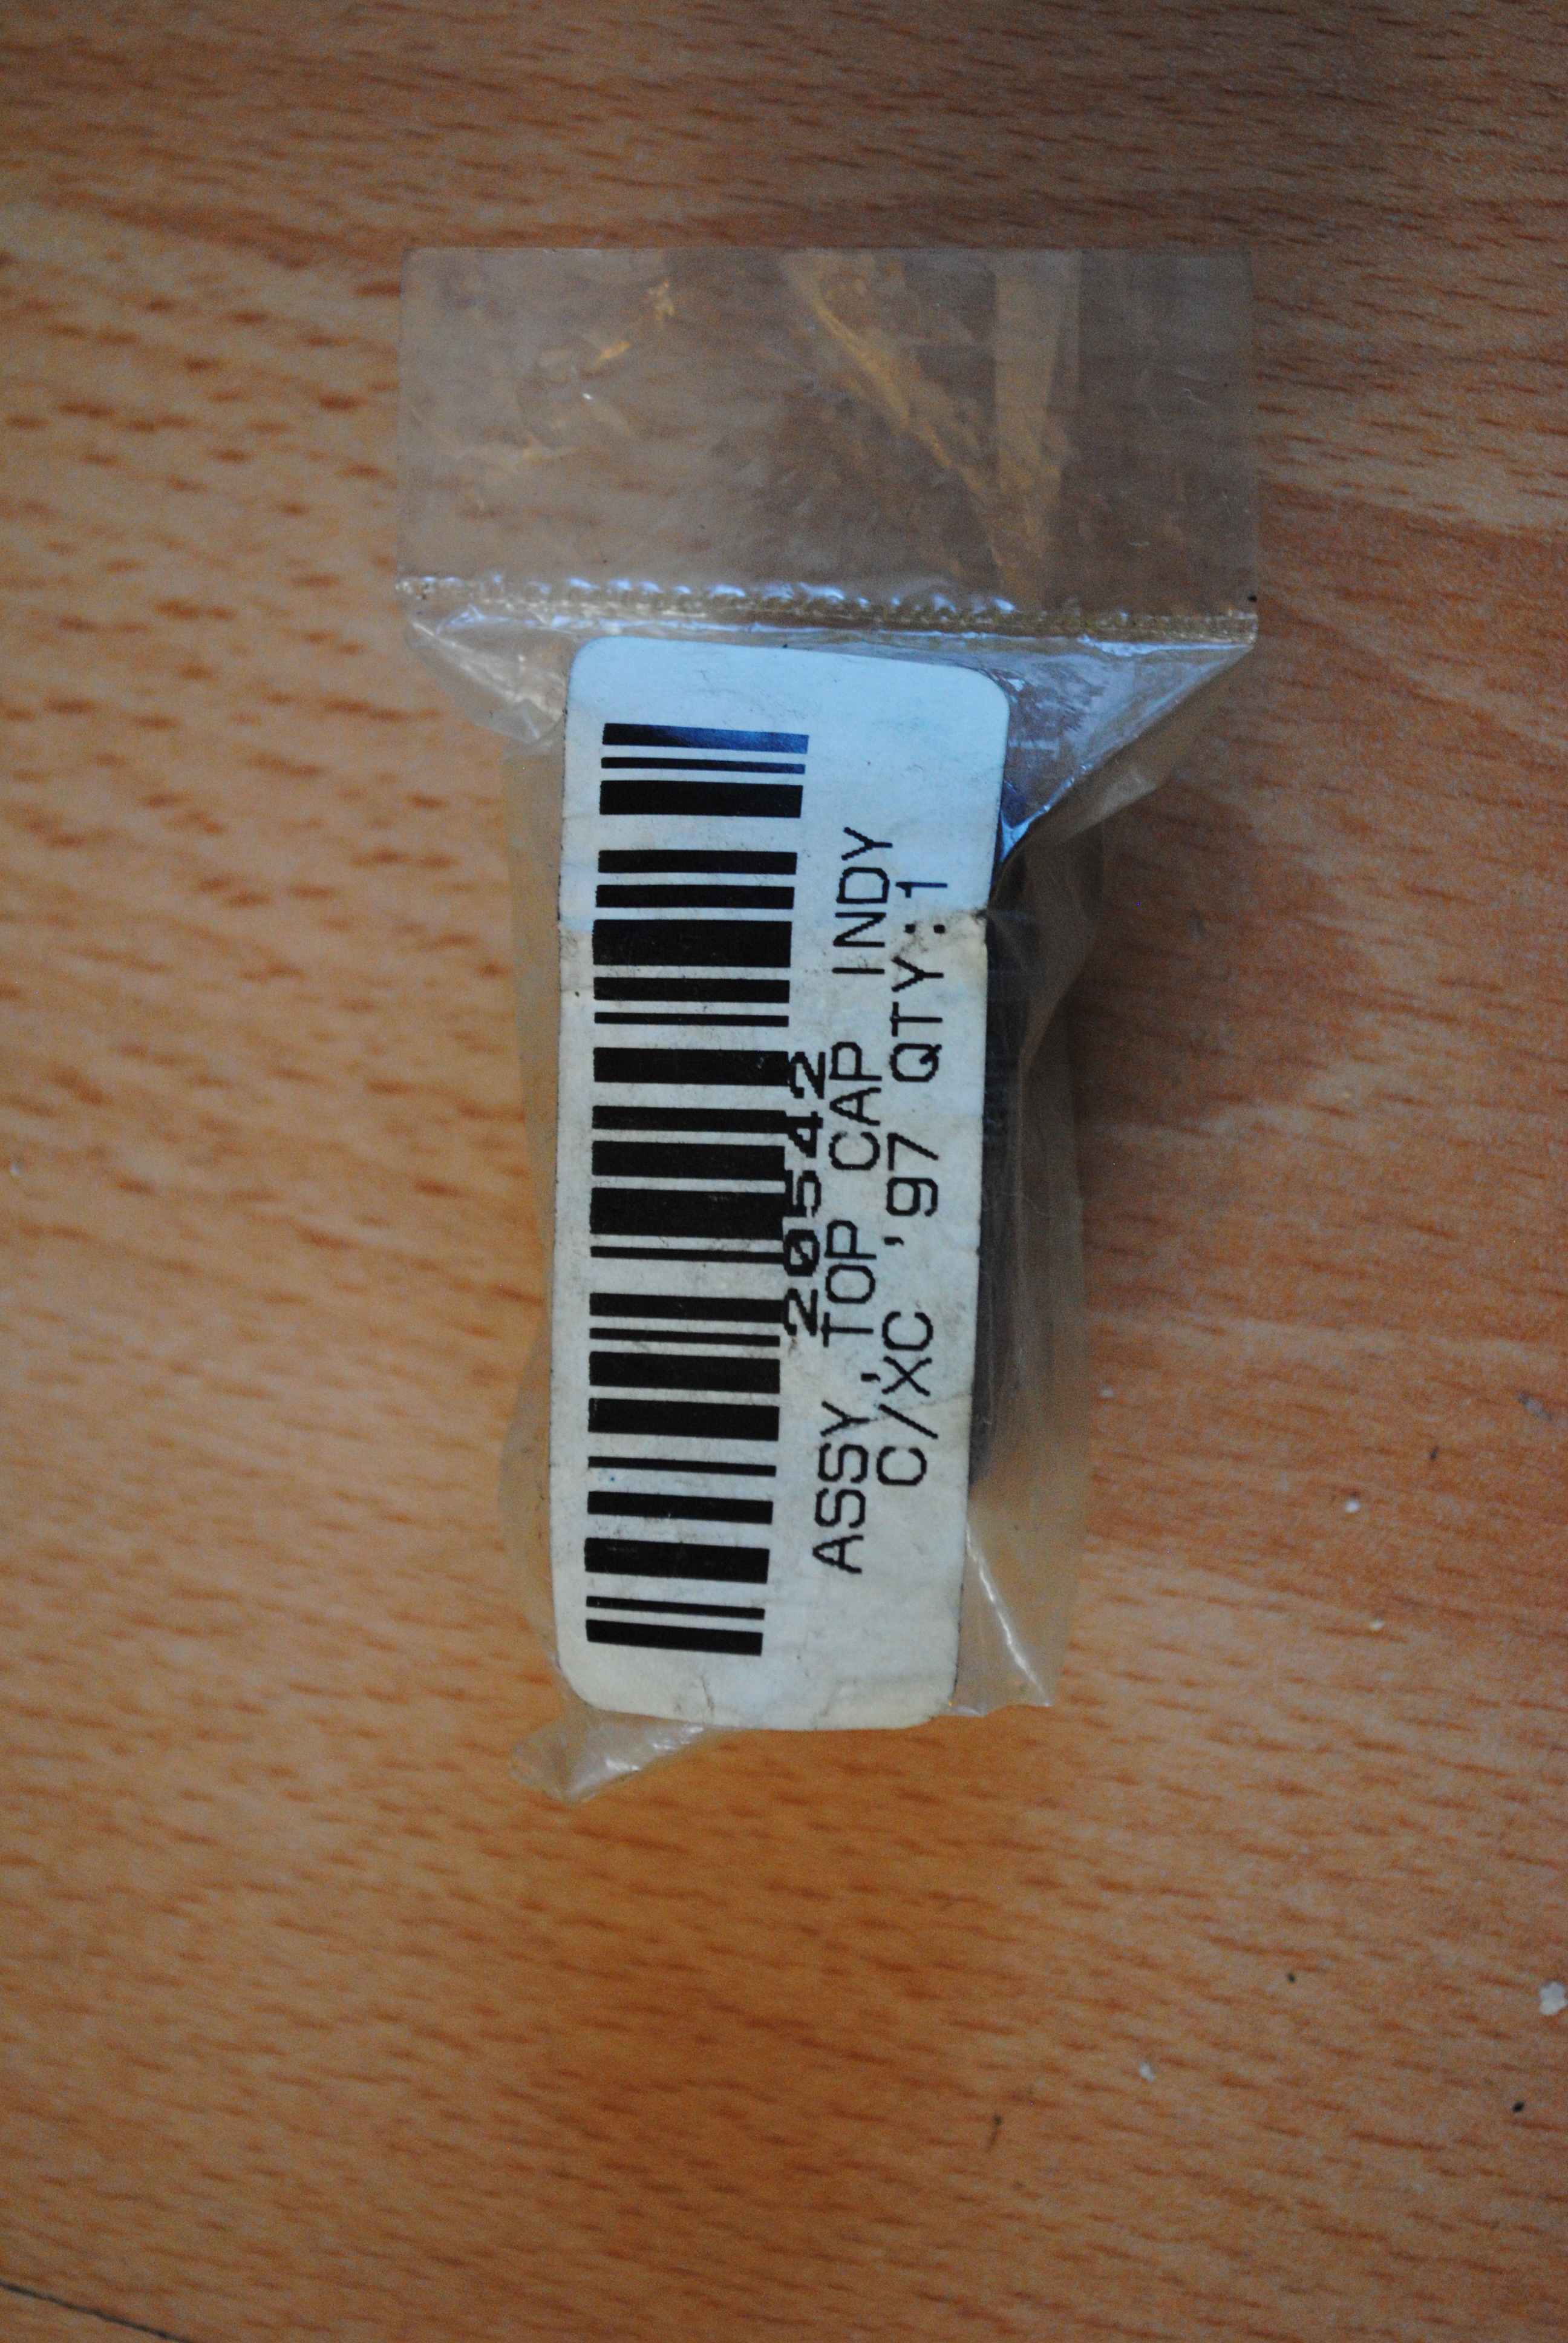 20542
ASSY, TOP CAP INDY
C/XC '97 QTY:1